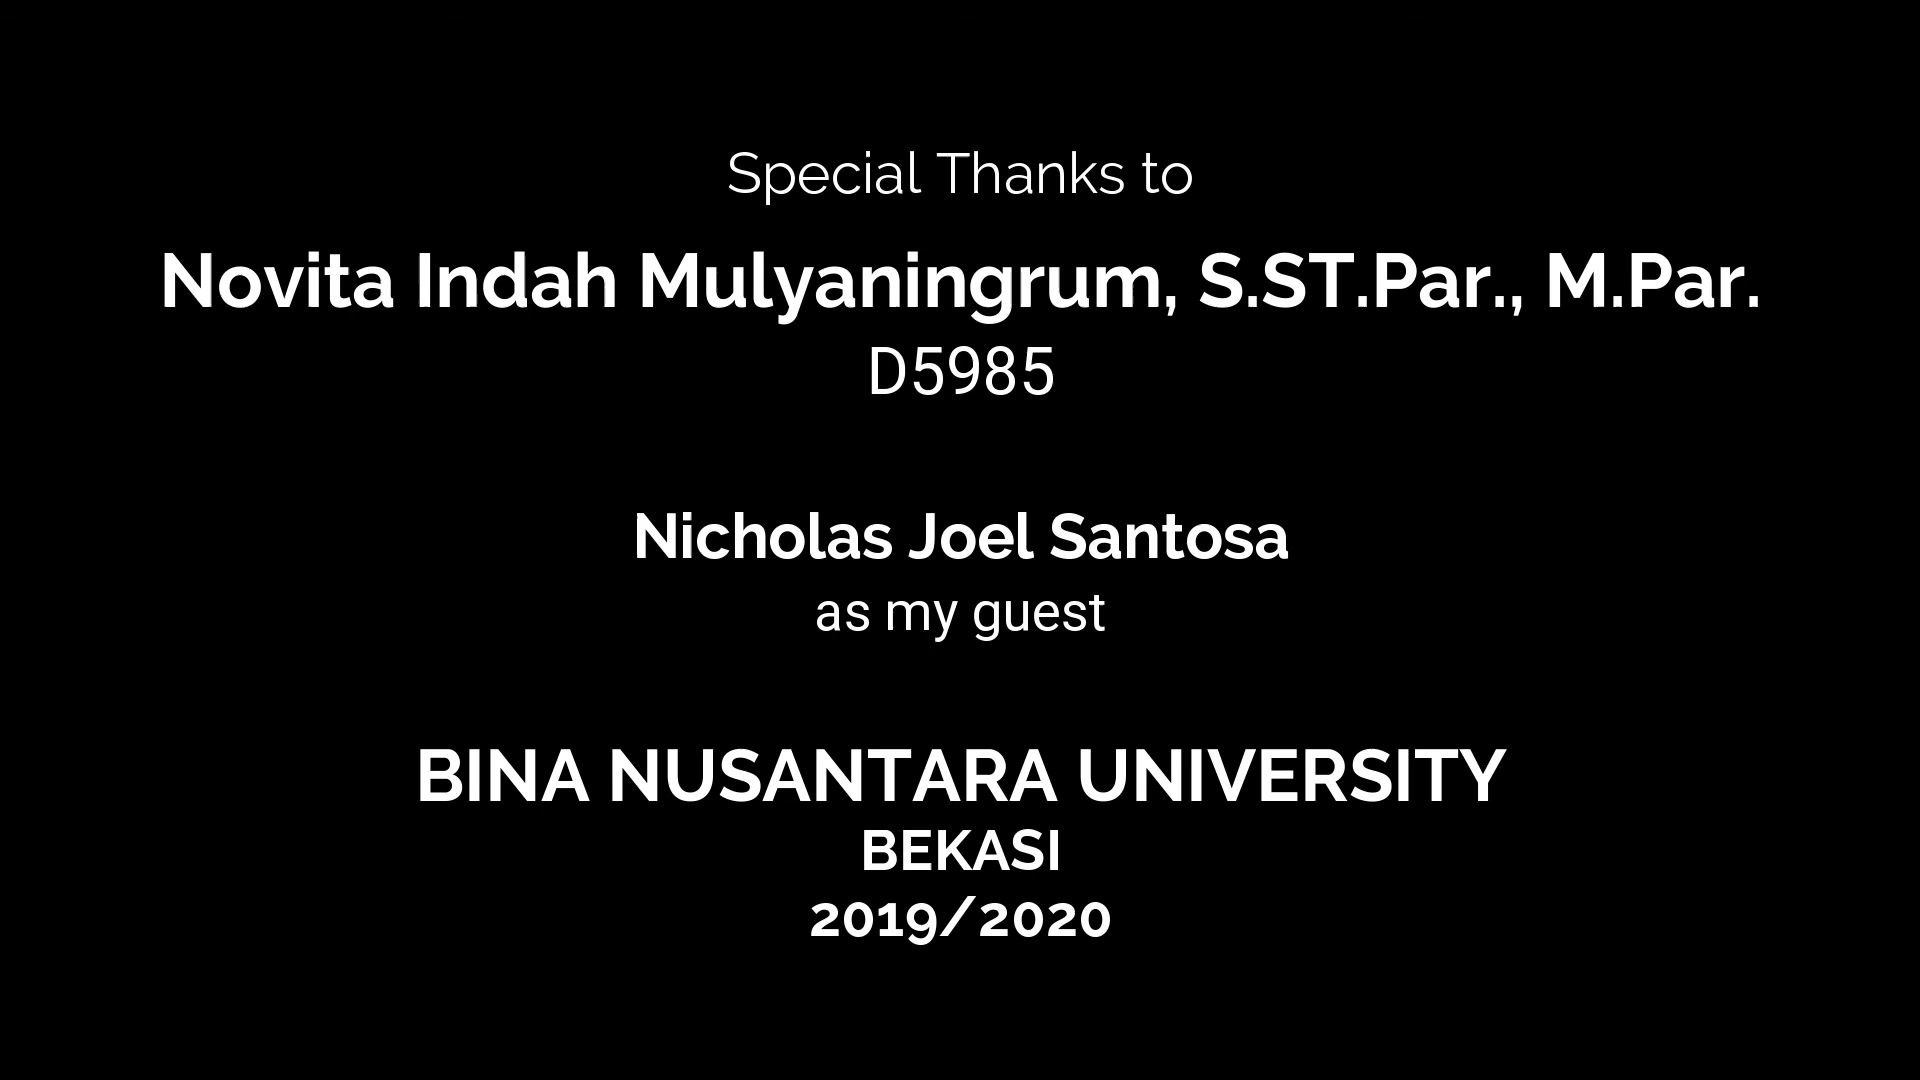 Special Thanks to
Novita Indah Mulyaningrum, S.ST.Par., M.Par.
D5985
Nicholas Joel Santosa
as my guest
BINA NUSANTARA UNIVERSITY
BEKASI
2019/2020